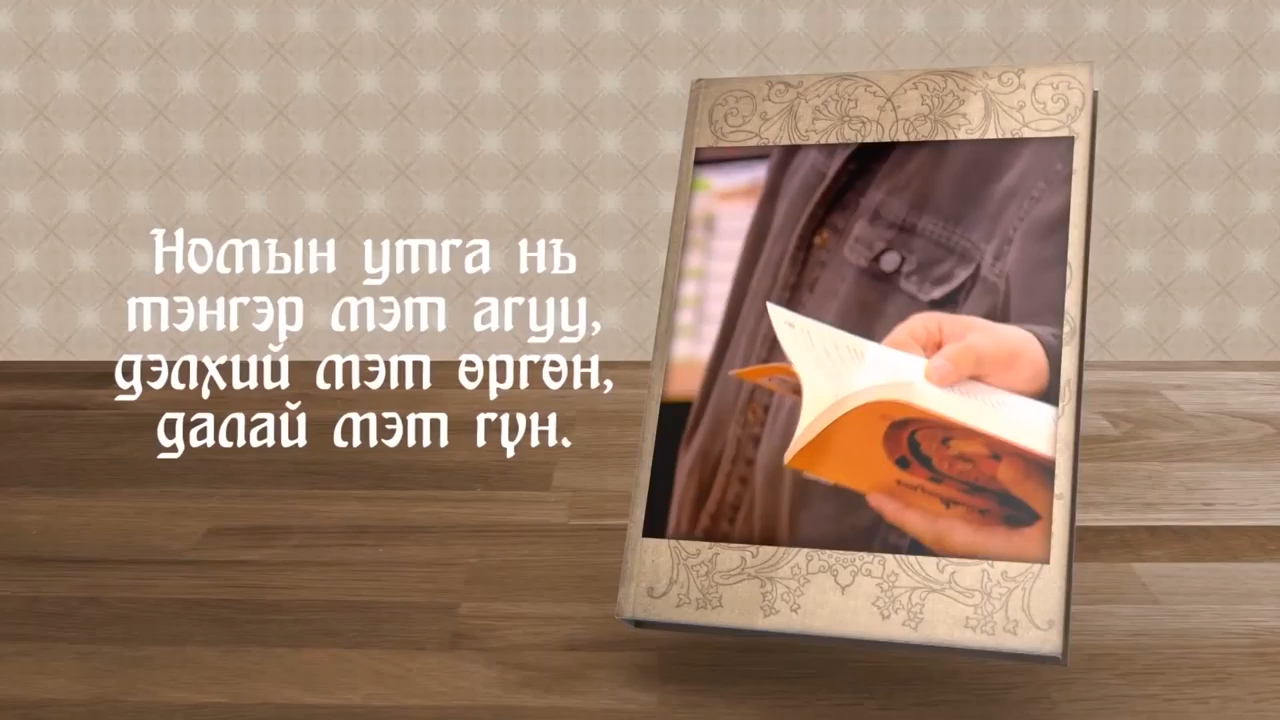 Номын утга нь
тэнгэр мэт агуу,
дэлхий мэт өргөн,
далай мэт гүн.